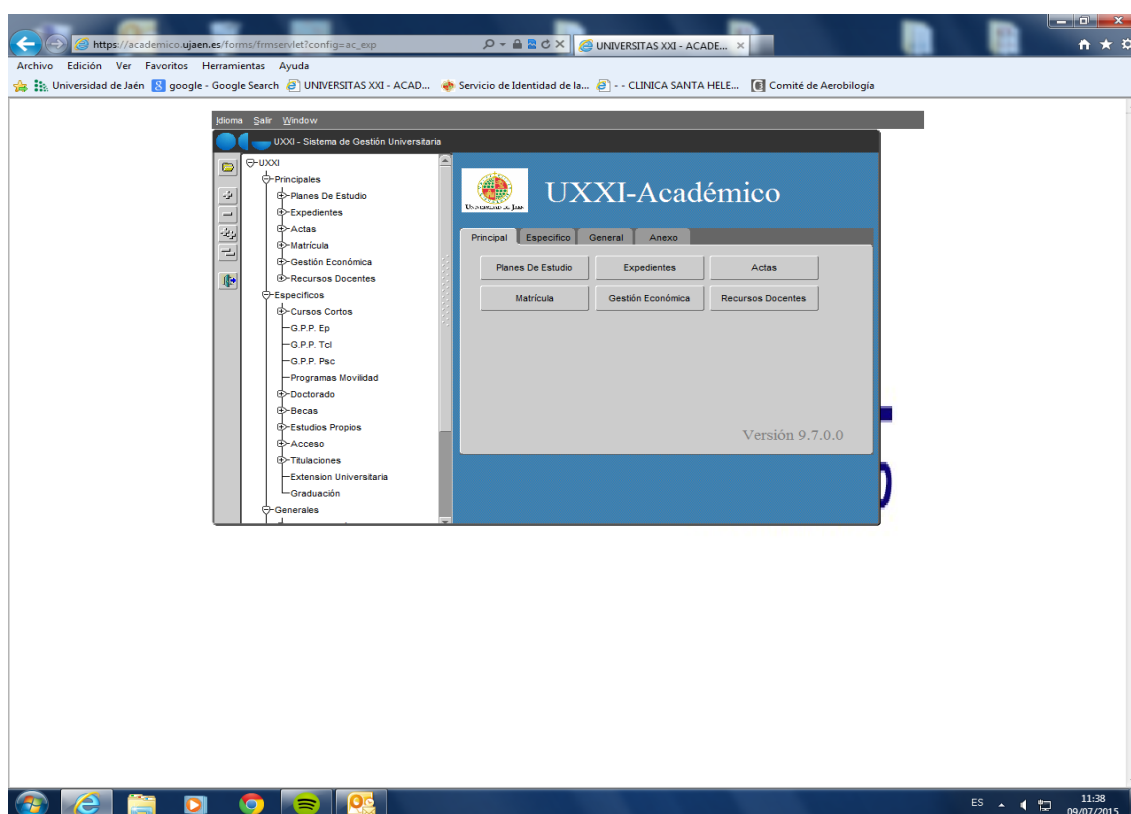 https://academico.ujaen.es/forms/frmservlet?config=ac_exp
UNIVERSITAS XXI - ACADE...
Archivo Edición Ver Favoritos Herramientas Ayuda
Universidad de Jaén google - Google Search UNIVERSITAS XXI - ACAD... Servicio de Identidad de la... - - CLINICA SANTA HELE... Comité de Aerobilogía
Idioma Salir Window
UXXI - Sistema de Gestión Universitaria
UXXI
Principales
Planes De Estudio
Expedientes
Actas
Matrícula
Gestión Económica
Recursos Docentes
Especificos
Cursos Cortos
G.P.P. Ep
G.P.P. Tcl
G.P.P. Psc
Programas Movilidad
Doctorado
Becas
Estudios Propios
Acceso
Titulaciones
Extension Universitaria
Graduación
Generales
Universidad de Jaén
UXXI-Académico
Principal Especifico General Anexo
Planes De Estudio Expedientes Actas
Matrícula Gestión Económica Recursos Docentes
Versión 9.7.0.0
ES 11:38
09/07/2015